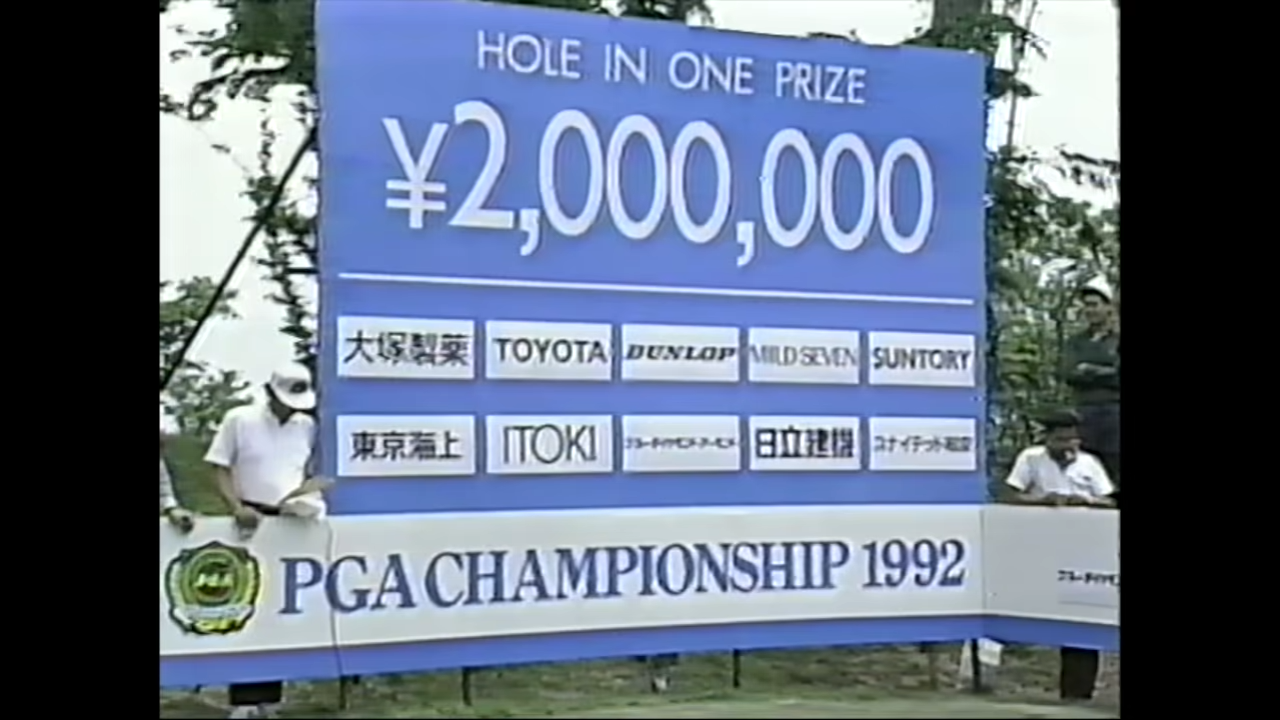 HOLE IN ONE PRIZE
¥2,000,000
大塚製薬 TOYOTA DUNLOP MILD SEVEN SUNTORY
東京海上 ITOKI 日立建機
PGA
PGA CHAMPIONSHIP 1992